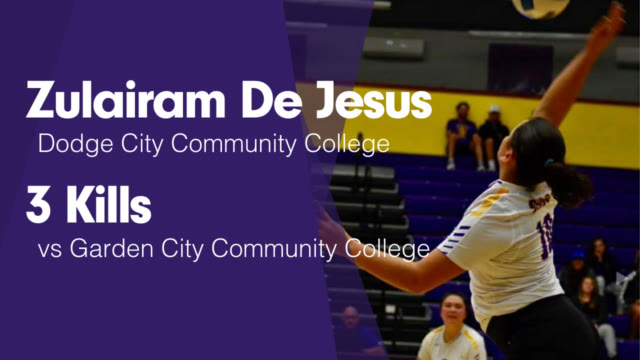 Zulairam De Jesus
Dodge City Community College
3 Kills
vs Garden City Community College